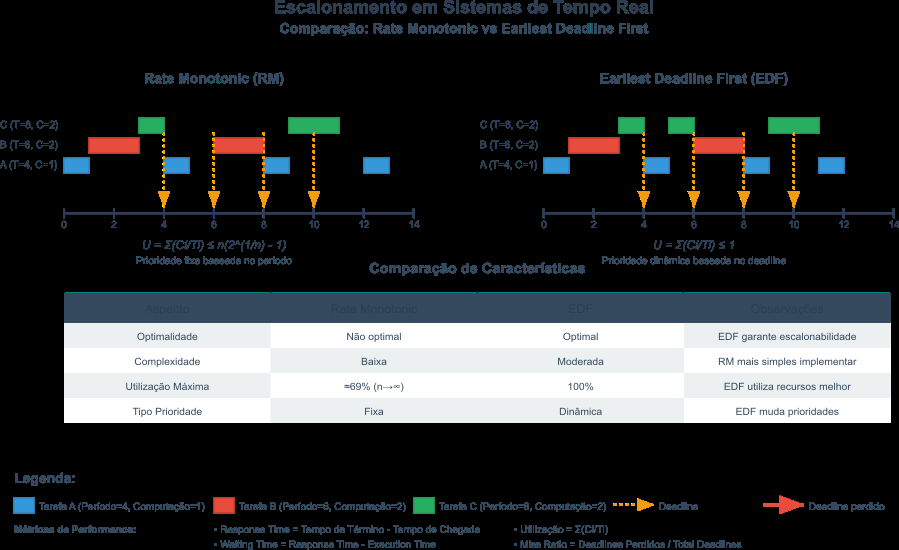 Escalonamento em Sistemas de Tempo Real
Comparação: Rate Monotonic vs Earliest Deadline First
Rate Monotonic (RM)
Earliest Deadline First (EDF)
C (T=8, C=2)
B (T=6, C=2)
A (T=4, C=1)
0 2 4 6 8 10 12 14
C (T=8, C=2)
B (T=6, C=2)
A (T=4, C=1)
0 2 4 6 8 10 12 14
U = Σ(Ci/Ti) ≤ n(2^(1/n) - 1)
Prioridade fixa baseada no período
U = Σ(Ci/Ti) ≤ 1
Prioridade dinâmica baseada no deadline
Comparação de Características
Aspecto Rate Monotonic EDF Observações
Optimalidade Não optimal Optimal EDF garante escalonabilidade
Complexidade Baixa Moderada RM mais simples implementar
Utilização Máxima ≈69% (n→∞) 100% EDF utiliza recursos melhor
Tipo Prioridade Fixa Dinâmica EDF muda prioridades
Legenda:
Tarefa A (Período=4, Computação=1) Tarefa B (Período=6, Computação=2) Tarefa C (Período=8, Computação=2) Deadline Deadline perdido
Métricas de Performance: • Response Time = Tempo de Término - Tempo de Chegada • Utilização = Σ(Ci/Ti)
• Waiting Time = Response Time - Execution Time • Miss Ratio = Deadlines Perdidos / Total Deadlines